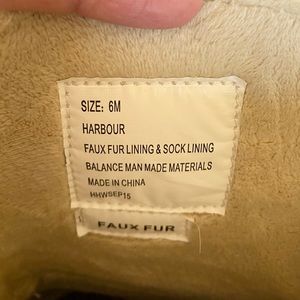 SIZE: 6M
HARBOUR
FAUX FUR LINING & SOCK LINING
BALANCE MAN MADE MATERIALS
MADE IN CHINA
HHWSEP15
FAUX FUR